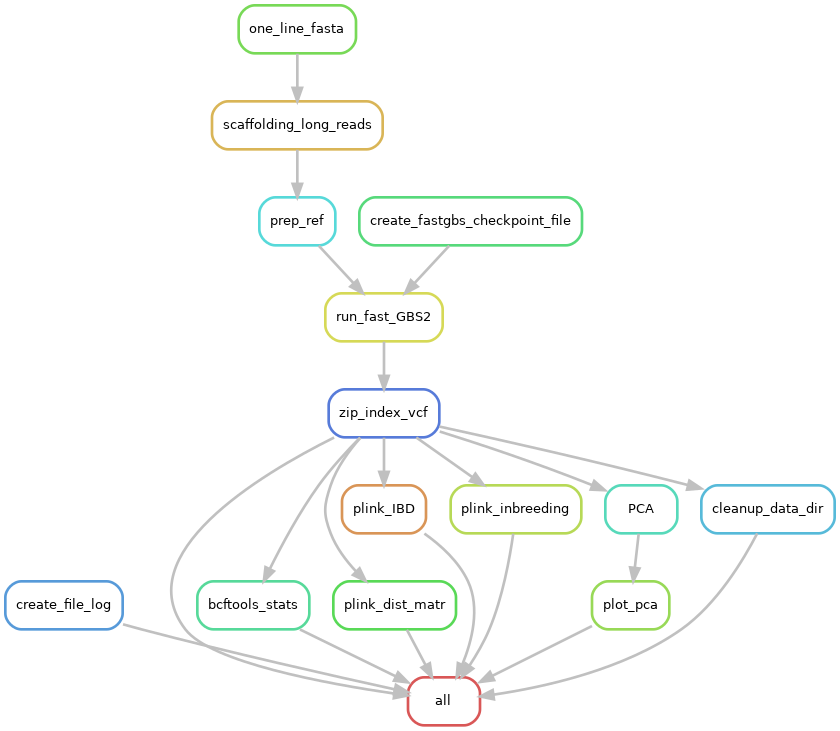 one_line_fasta
scaffolding_long_reads
prep_ref
create_fastgbs_checkpoint_file
run_fast_GBS2
zip_index_vcf
plink_IBD
plink_inbreeding
PCA
cleanup_data_dir
create_file_log
bcftools_stats
plink_dist_matr
plot_pca
all